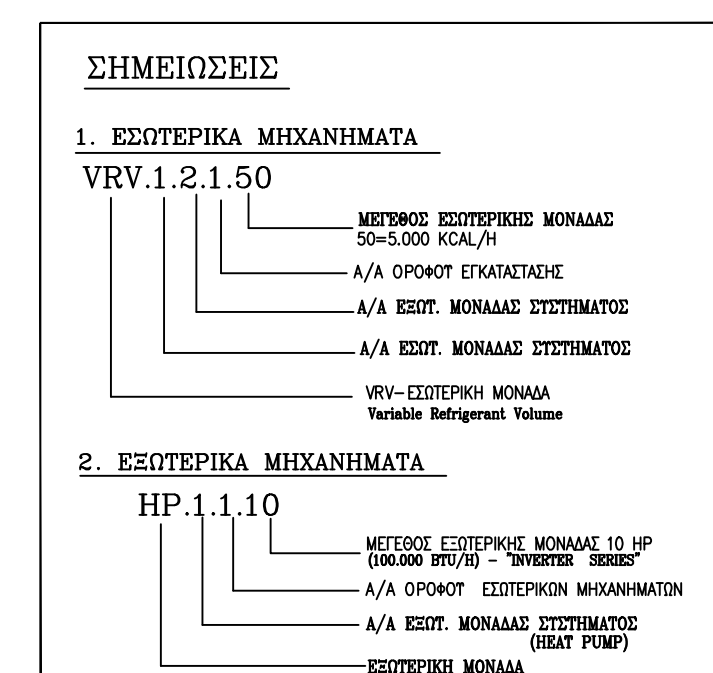 ΣΗΜΕΙΩΣΕΙΣ
1. ΕΣΩΤΕΡΙΚΑ ΜΗΧΑΝΗΜΑΤΑ
VRV.1.2.1.50
ΜΕΓΕΘΟΣ ΕΣΩΤΕΡΙΚΗΣ ΜΟΝΑΔΑΣ
50=5.000 KCAL/H
Α/Α ΟΡΟΦΟΥ ΕΓΚΑΤΑΣΤΑΣΗΣ
Α/Α ΕΞΩΤ. ΜΟΝΑΔΑΣ ΣΥΣΤΗΜΑΤΟΣ
Α/Α ΕΣΩΤ. ΜΟΝΑΔΑΣ ΣΥΣΤΗΜΑΤΟΣ
VRV-ΕΣΩΤΕΡΙΚΗ ΜΟΝΑΔΑ
Variable Refrigerant Volume
2. ΕΞΩΤΕΡΙΚΑ ΜΗΧΑΝΗΜΑΤΑ
HP.1.1.10
ΜΕΓΕΘΟΣ ΕΞΩΤΕΡΙΚΗΣ ΜΟΝΑΔΑΣ 10 HP
(100.000 BTU/H) - "INVERTER SERIES"
Α/Α ΟΡΟΦΟΥ ΕΣΩΤΕΡΙΚΩΝ ΜΗΧΑΝΗΜΑΤΩΝ
Α/Α ΕΞΩΤ. ΜΟΝΑΔΑΣ ΣΥΣΤΗΜΑΤΟΣ
(HEAT PUMP)
ΕΞΩΤΕΡΙΚΗ ΜΟΝΑΔΑ